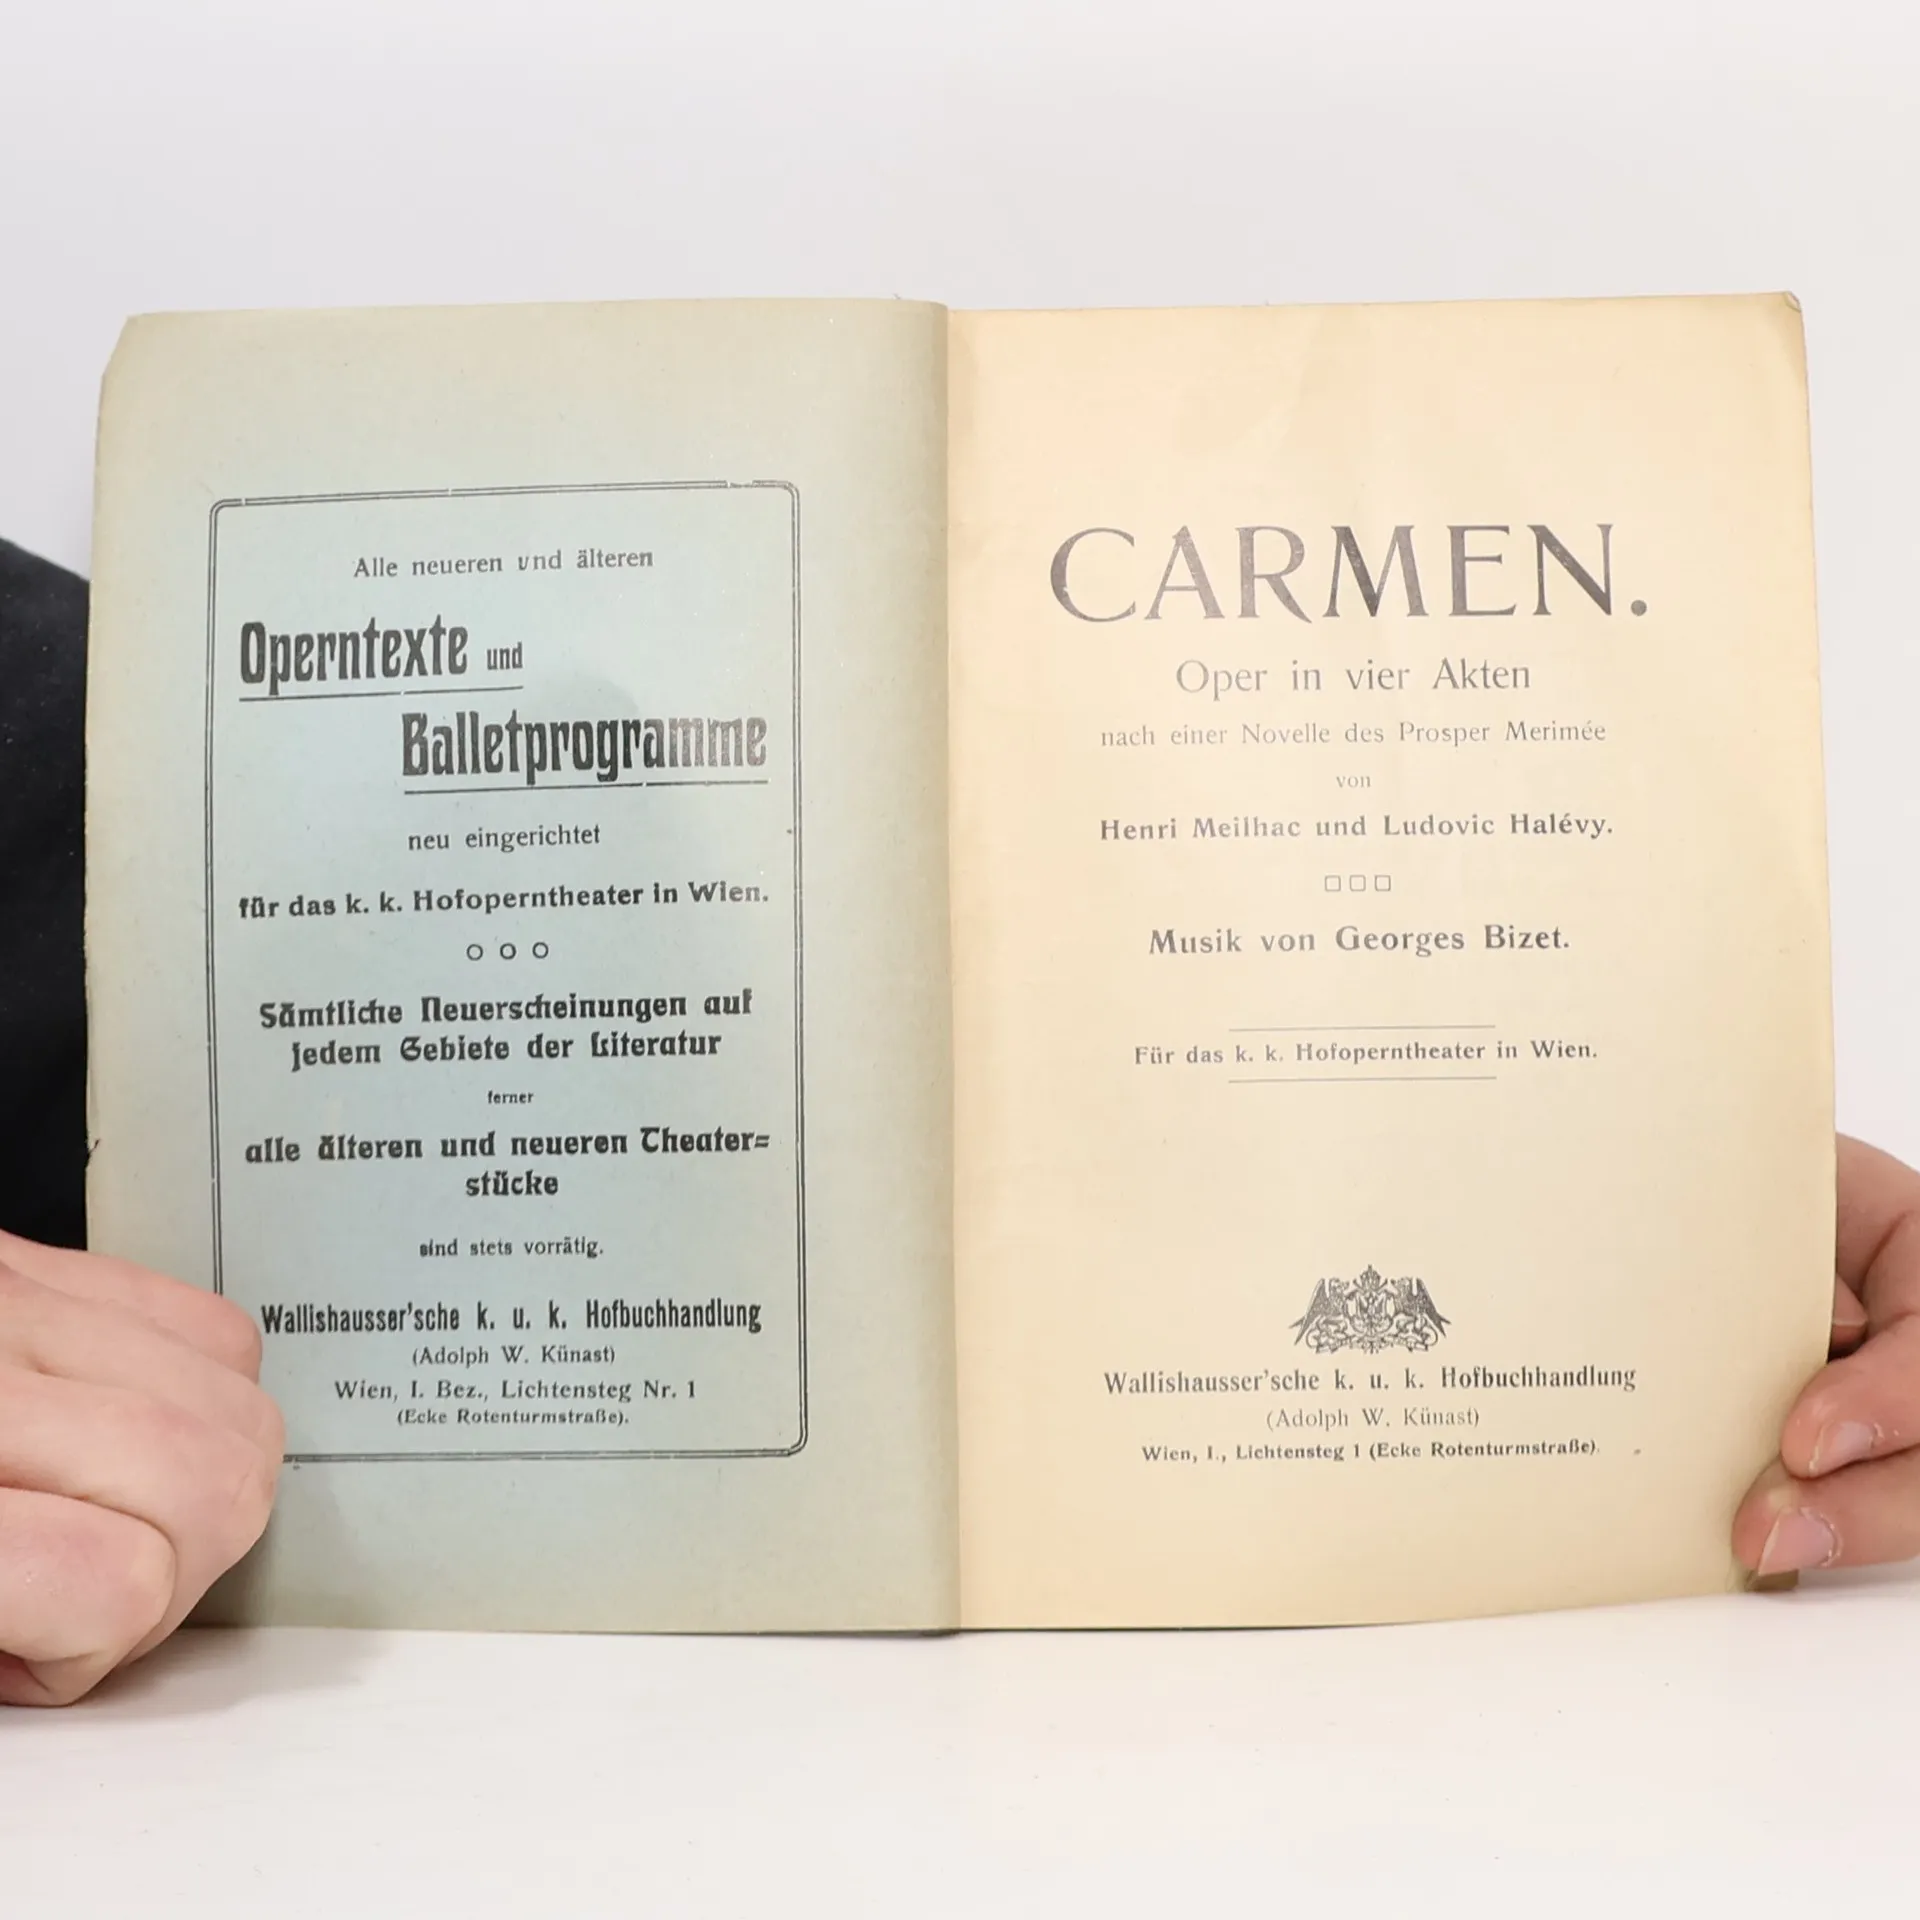 Alle neueren und älteren
Operntexte und
Balletprogramme
neu eingerichtet
für das k. k. Hofoperntheater in Wien.
Sämtliche Neuerscheinungen auf
jedem Gebiete der Literatur
ferner
alle älteren und neueren Theater=
stücke
sind stets vorrätig.
Wallishausser'sche k. u. k. Hofbuchhandlung
(Adolph W. Künast)
Wien, I. Bez., Lichtensteg Nr. 1
(Ecke Rotenturmstraße).
CARMEN.
Oper in vier Akten
nach einer Novelle des Prosper Merimée
von
Henri Meilhac und Ludovic Halévy.
Musik von Georges Bizet.
Für das k. k. Hofoperntheater in Wien.
Wallishausser'sche k. u. k. Hofbuchhandlung
(Adolph W. Künast)
Wien, I., Lichtensteg 1 (Ecke Rotenturmstraße).